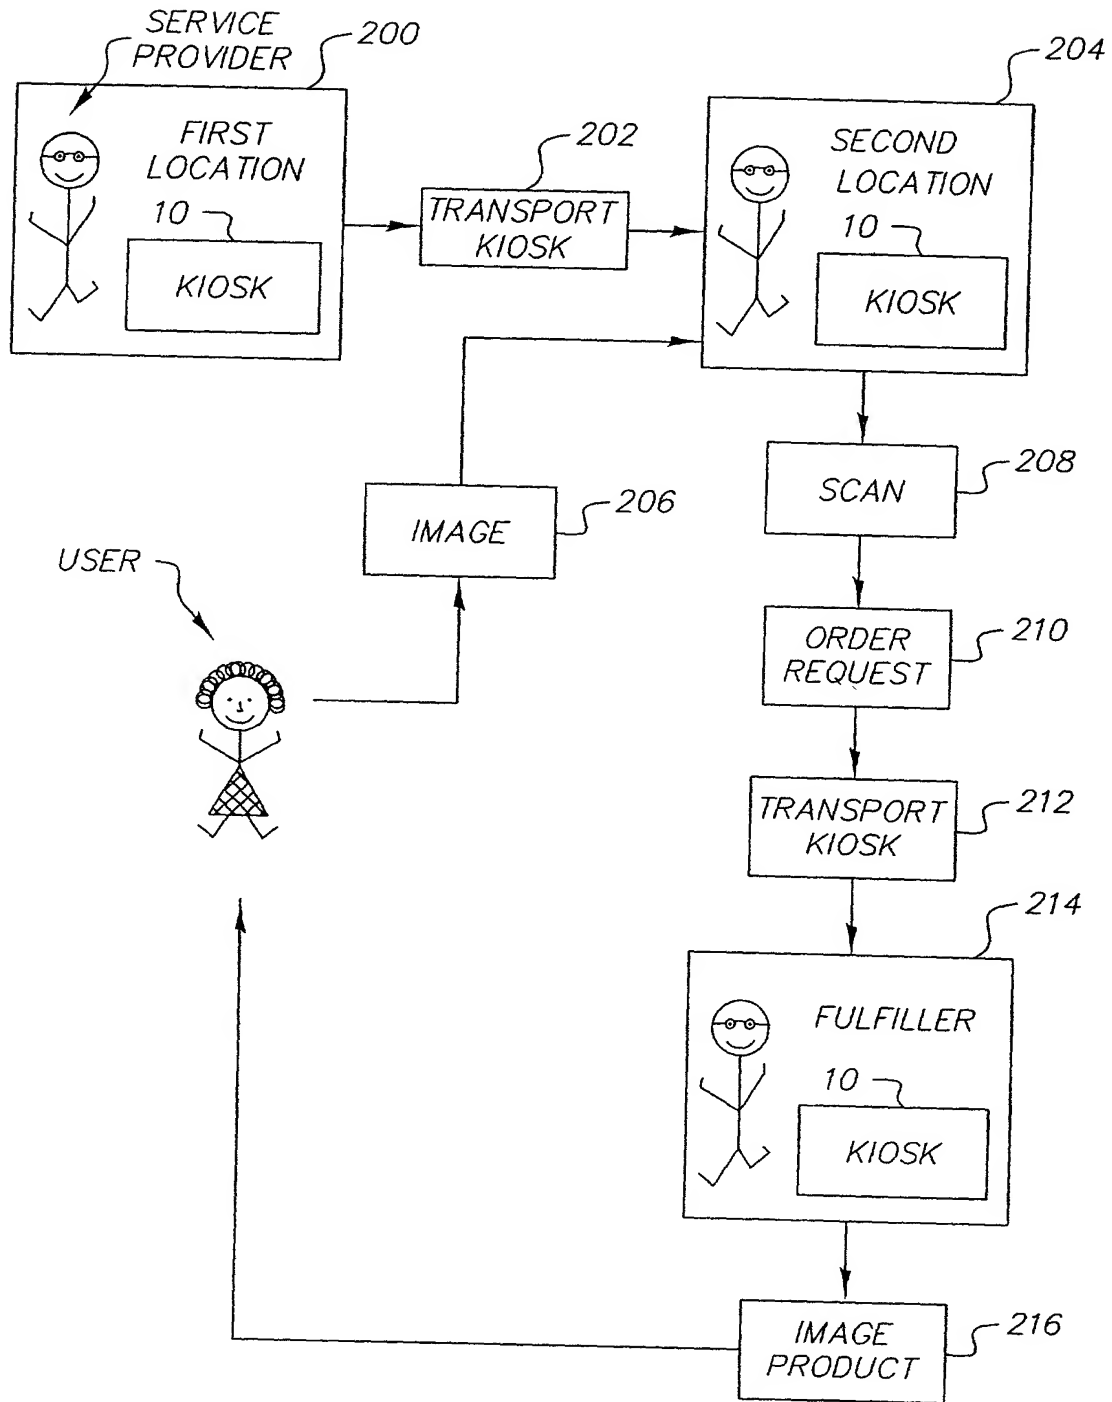 SERVICE
PROVIDER
200
FIRST
LOCATION
10
KIOSK
202
TRANSPORT
KIOSK
204
SECOND
LOCATION
10
KIOSK
206
IMAGE
USER
208
SCAN
210
ORDER
REQUEST
212
TRANSPORT
KIOSK
214
FULFILLER
10
KIOSK
216
IMAGE
PRODUCT